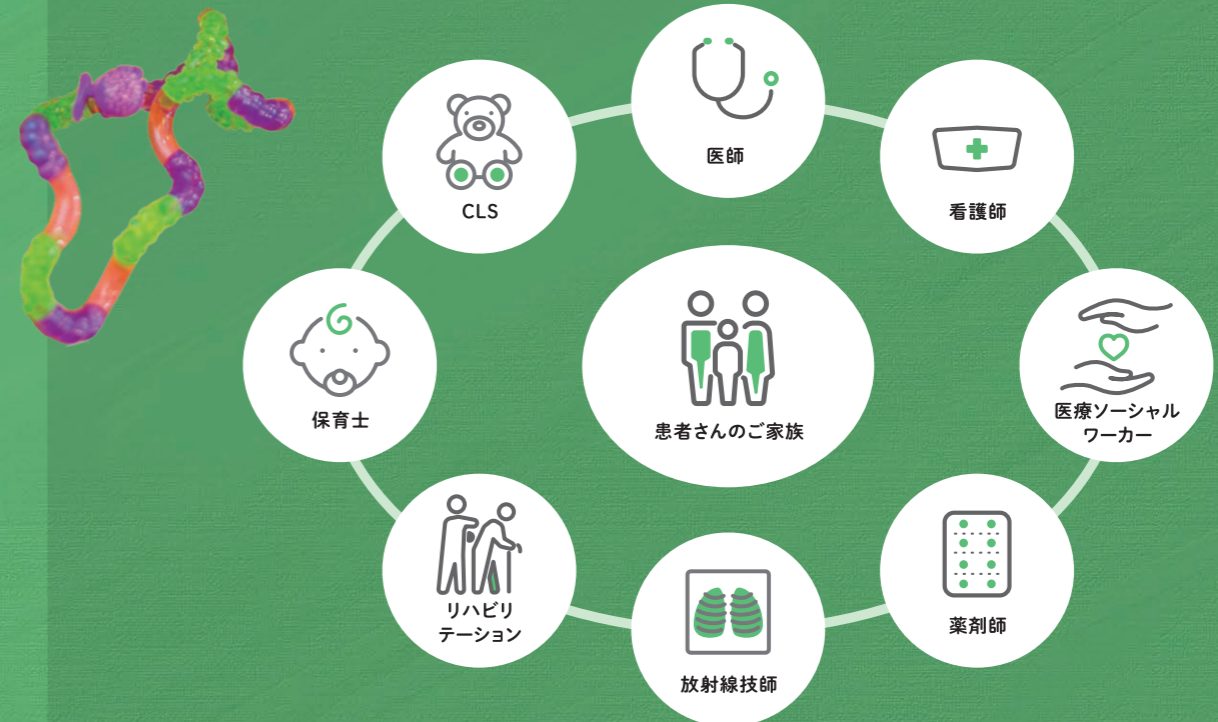 医師
CLS
看護師
保育士
患者さんのご家族
医療ソーシャル
ワーカー
リハビリ
テーション
薬剤師
放射線技師